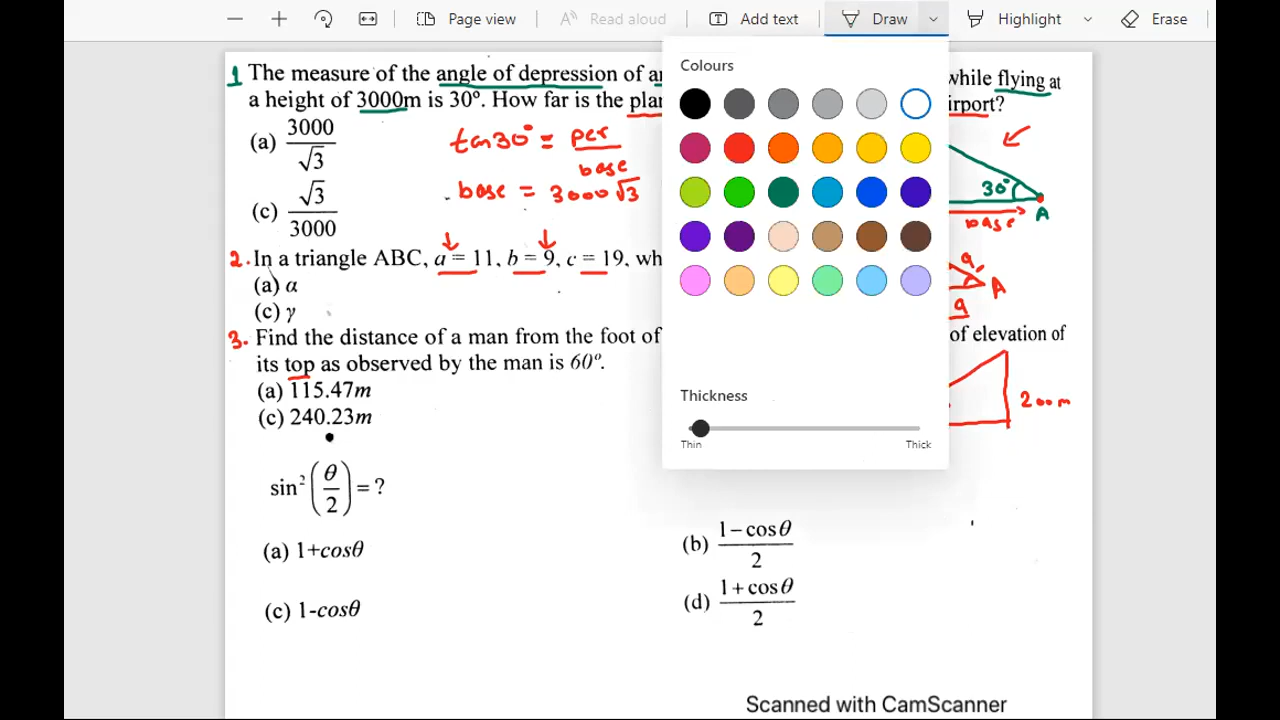 Page view
Read aloud
Add text
Draw
Highlight
Erase
Colours
Thickness
Thin
Thick
1 The measure of the angle of depression of an
while flying at
a height of 3000m is 30°. How far is the plan
irport?
(a) 3000/√3
(c) √3/3000
tan30° = per/base
base = 3000√3
30°
A
base
2. In a triangle ABC, a = 11, b = 9, c = 19, wh
(a) α
(c) γ
A
3. Find the distance of a man from the foot of
of elevation of
its top as observed by the man is 60°.
(a) 115.47m
(c) 240.23m
200m
sin²(θ/2) = ?
(a) 1+cosθ
(b) 1−cosθ/2
(c) 1-cosθ
(d) 1+cosθ/2
Scanned with CamScanner